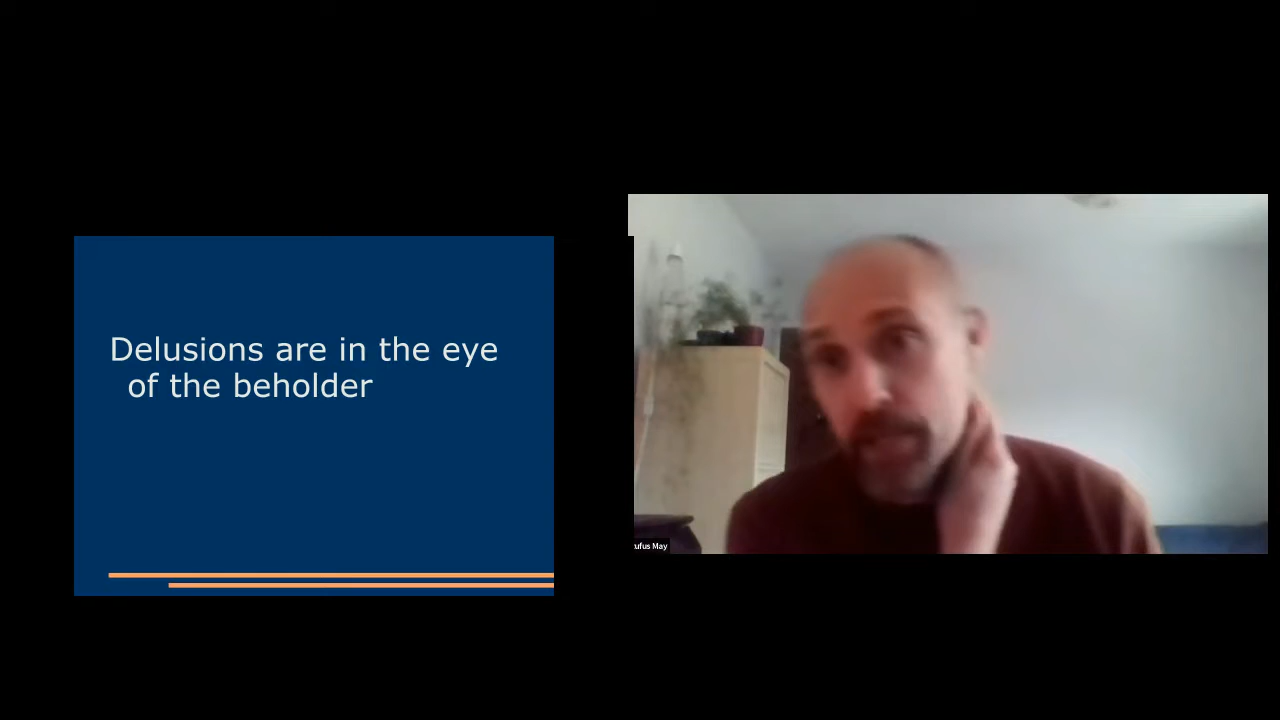 Delusions are in the eye
of the beholder
ufus May